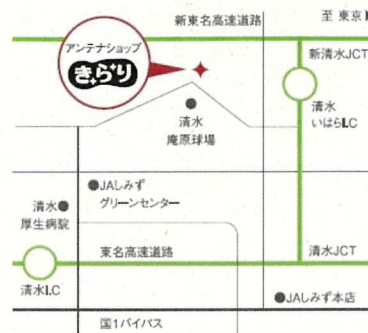 新東名高速道路
至 東京
アンテナショップ
きらり
新清水JCT
清水
いはらI.C
清水
庵原球場
●JAしみず
グリーンセンター
清水●
厚生病院
東名高速道路
清水JCT
清水I.C
●JAしみず本店
国1バイパス